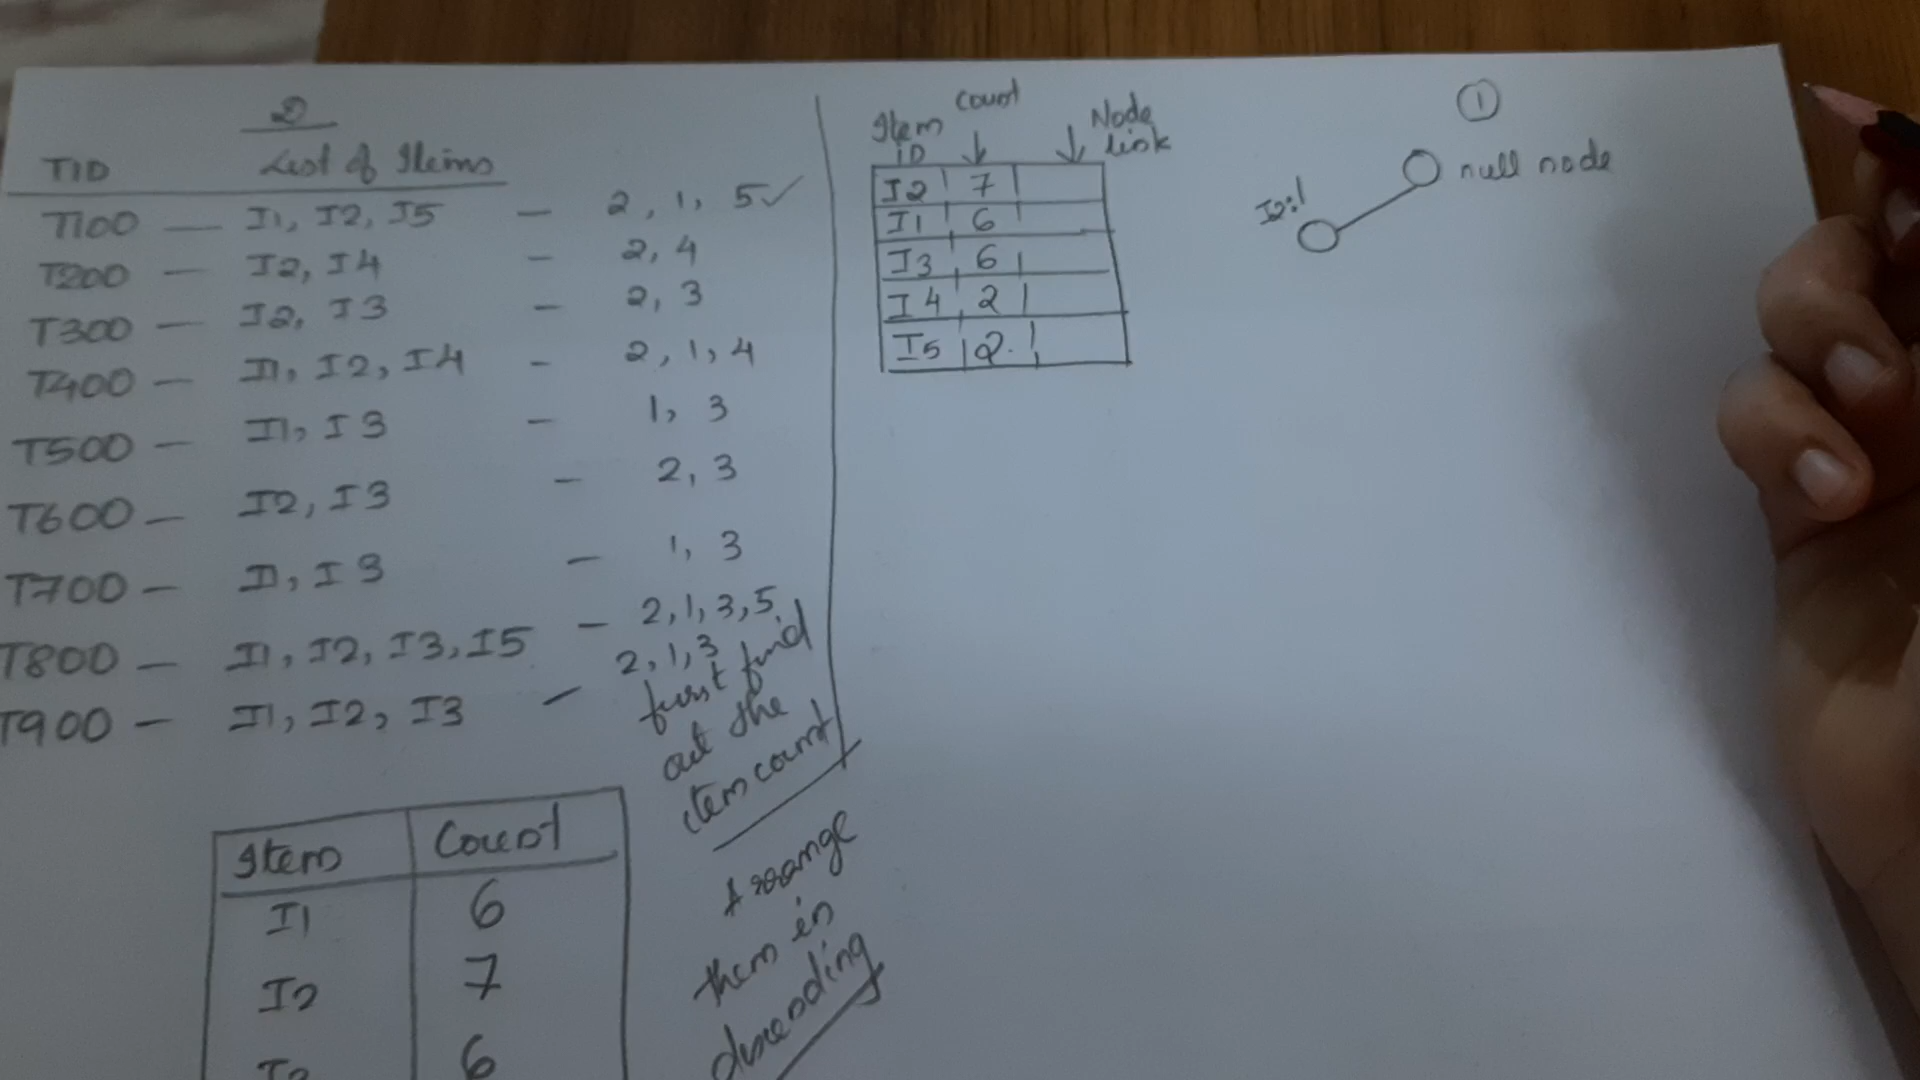 2
TID List of Items
T100 — I1, I2, I5 — 2, 1, 5 ✓
T200 — I2, I4 — 2, 4
T300 — I2, I3 — 2, 3
T400 — I1, I2, I4 — 2, 1, 4
T500 — I1, I3 — 1, 3
T600 — I2, I3 — 2, 3
T700 — I1, I3 — 1, 3
T800 — I1, I2, I3, I5 — 2, 1, 3, 5
T900 — I1, I2, I3 — 2, 1, 3
first find
out the
item count
Arrange
them in
descending
Item Count
I1 6
I2 7
6
Item ID count Node link
I2 7
I1 6
I3 6
I4 2
I5 2
1
null node
I2:1